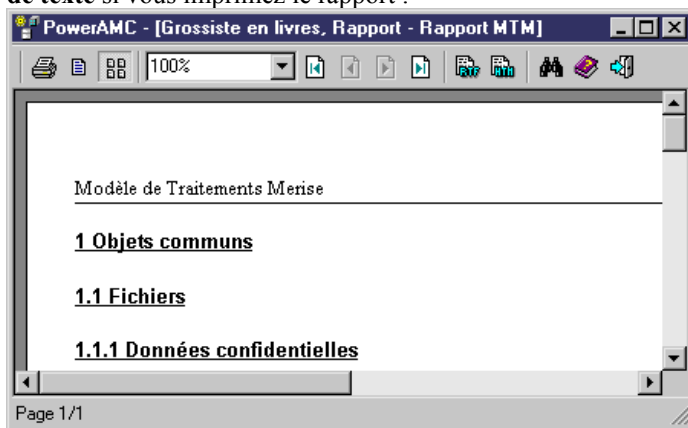 de texte si vous imprimez le rapport :
PowerAMC - [Grossiste en livres, Rapport - Rapport MTM]
100%
RTF
Modèle de Traitements Merise
1 Objets communs
1.1 Fichiers
1.1.1 Données confidentielles
Page 1/1